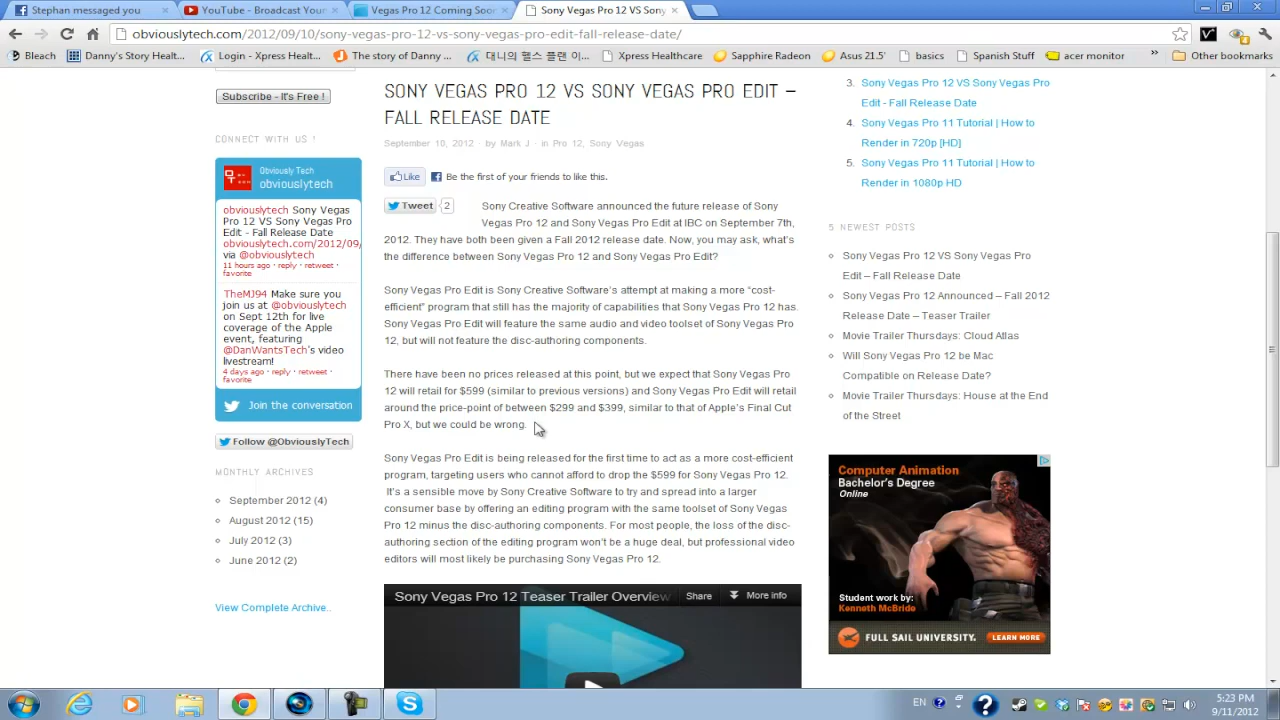 Stephan messaged you
YouTube - Broadcast Your
Vegas Pro 12 Coming Soon
Sony Vegas Pro 12 VS Sony
obviouslytech.com/2012/09/10/sony-vegas-pro-12-vs-sony-vegas-pro-edit-fall-release-date/
Bleach
Danny's Story Healt...
Login - Xpress Healt...
The story of Danny ...
대니의 헬스 플랜 이...
Xpress Healthcare
Sapphire Radeon
Asus 21.5'
basics
Spanish Stuff
acer monitor
Other bookmarks
Subscribe - It's Free !
CONNECT WITH US !
Obviously Tech
obviouslytech
obviouslytech Sony Vegas
Pro 12 VS Sony Vegas Pro
Edit - Fall Release Date
obviouslytech.com/2012/09/
via @obviouslytech
11 hours ago · reply · retweet ·
favorite
TheMJ94 Make sure you
join us at @obviouslytech
on Sept 12th for live
coverage of the Apple
event, featuring
@DanWantsTech's video
livestream!
4 days ago · reply · retweet ·
favorite
Join the conversation
Follow @ObviouslyTech
MONTHLY ARCHIVES
September 2012 (4)
August 2012 (15)
July 2012 (3)
June 2012 (2)
View Complete Archive..
SONY VEGAS PRO 12 VS SONY VEGAS PRO EDIT –
FALL RELEASE DATE
September 10, 2012 · by Mark J · in Pro 12, Sony Vegas
Like
Be the first of your friends to like this.
Tweet 2
Sony Creative Software announced the future release of Sony
Vegas Pro 12 and Sony Vegas Pro Edit at IBC on September 7th,
2012. They have both been given a Fall 2012 release date. Now, you may ask, what's
the difference between Sony Vegas Pro 12 and Sony Vegas Pro Edit?
Sony Vegas Pro Edit is Sony Creative Software's attempt at making a more "cost-
efficient" program that still has the majority of capabilities that Sony Vegas Pro 12 has.
Sony Vegas Pro Edit will feature the same audio and video toolset of Sony Vegas Pro
12, but will not feature the disc-authoring components.
There have been no prices released at this point, but we expect that Sony Vegas Pro
12 will retail for $599 (similar to previous versions) and Sony Vegas Pro Edit will retail
around the price-point of between $299 and $399, similar to that of Apple's Final Cut
Pro X, but we could be wrong.
Sony Vegas Pro Edit is being released for the first time to act as a more cost-efficient
program, targeting users who cannot afford to drop the $599 for Sony Vegas Pro 12.
It's a sensible move by Sony Creative Software to try and spread into a larger
consumer base by offering an editing program with the same toolset of Sony Vegas
Pro 12 minus the disc-authoring components. For most people, the loss of the disc-
authoring section of the editing program won't be a huge deal, but professional video
editors will most likely be purchasing Sony Vegas Pro 12.
Sony Vegas Pro 12 Teaser Trailer Overview
Share
More info
3. Sony Vegas Pro 12 VS Sony Vegas Pro
Edit - Fall Release Date
4. Sony Vegas Pro 11 Tutorial | How to
Render in 720p [HD]
5. Sony Vegas Pro 11 Tutorial | How to
Render in 1080p HD
5 NEWEST POSTS
Sony Vegas Pro 12 VS Sony Vegas Pro
Edit – Fall Release Date
Sony Vegas Pro 12 Announced – Fall 2012
Release Date – Teaser Trailer
Movie Trailer Thursdays: Cloud Atlas
Will Sony Vegas Pro 12 be Mac
Compatible on Release Date?
Movie Trailer Thursdays: House at the End
of the Street
Computer Animation
Bachelor's Degree
Online
Student work by:
Kenneth McBride
FULL SAIL UNIVERSITY.
LEARN MORE
EN
5:23 PM
9/11/2012